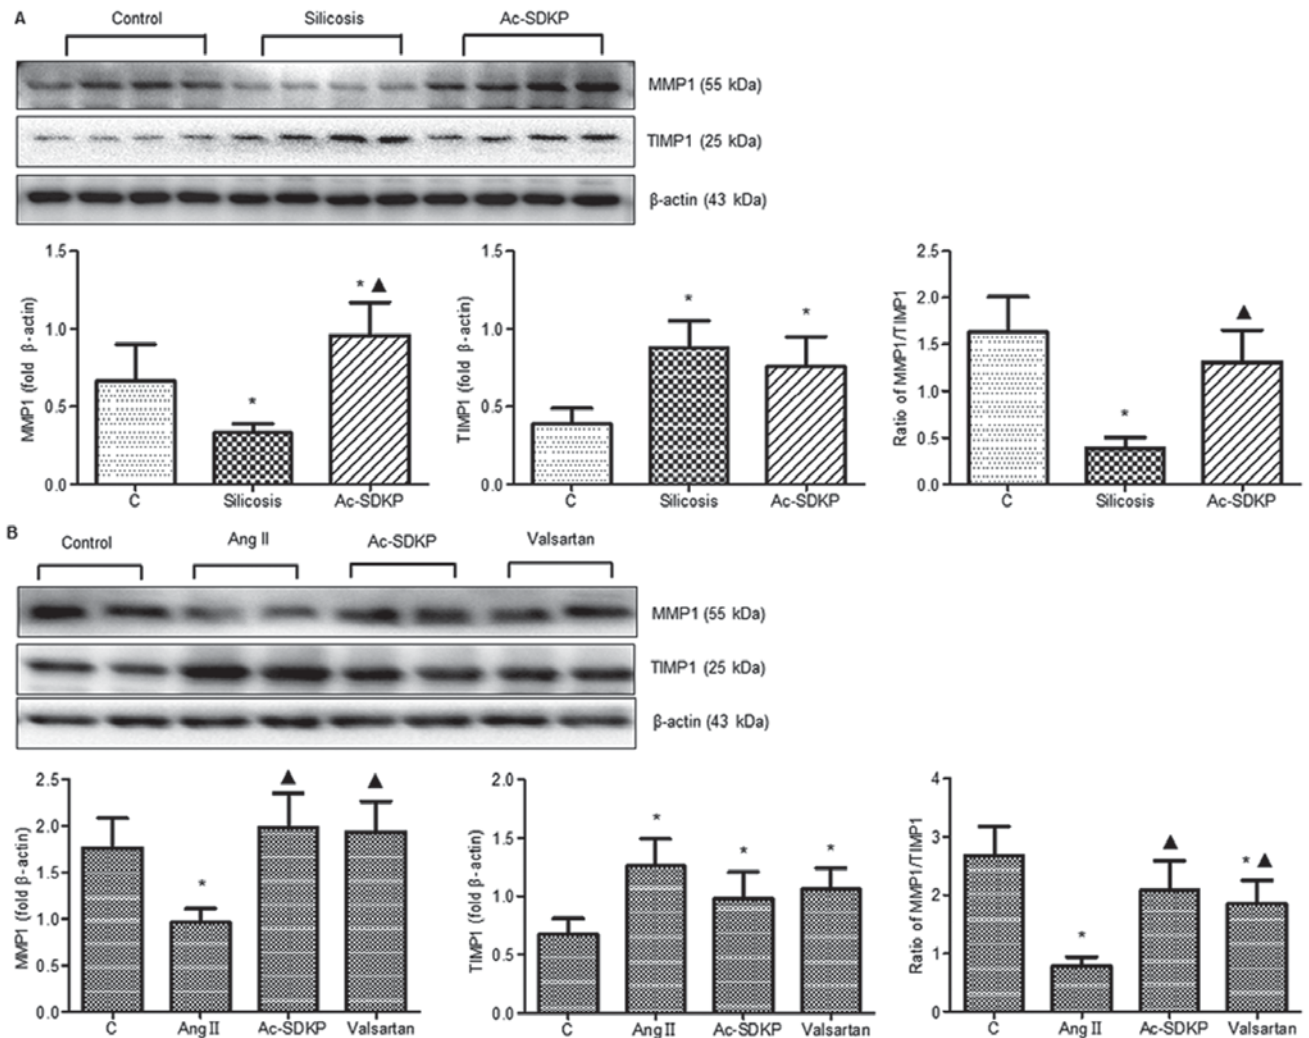 A
Control Silicosis Ac-SDKP
MMP1 (55 kDa)
TIMP1 (25 kDa)
β-actin (43 kDa)
MMP1 (fold β-actin)
1.5
1.0
0.5
0.0
* * ▲
C Silicosis Ac-SDKP
TIMP1 (fold β-actin)
1.5
1.0
0.5
0.0
* *
C Silicosis Ac-SDKP
Ratio of MMP1/TIMP1
2.5
2.0
1.5
1.0
0.5
0.0
* ▲
C Silicosis Ac-SDKP
B
Control Ang II Ac-SDKP Valsartan
MMP1 (55 kDa)
TIMP1 (25 kDa)
β-actin (43 kDa)
MMP1 (fold β-actin)
2.5
2.0
1.5
1.0
0.5
0.0
* ▲ ▲
C Ang II Ac-SDKP Valsartan
TIMP1 (fold β-actin)
2.0
1.5
1.0
0.5
0.0
* * *
C Ang II Ac-SDKP Valsartan
Ratio of MMP1/TIMP1
4
3
2
1
0
* ▲ * ▲
C Ang II Ac-SDKP Valsartan